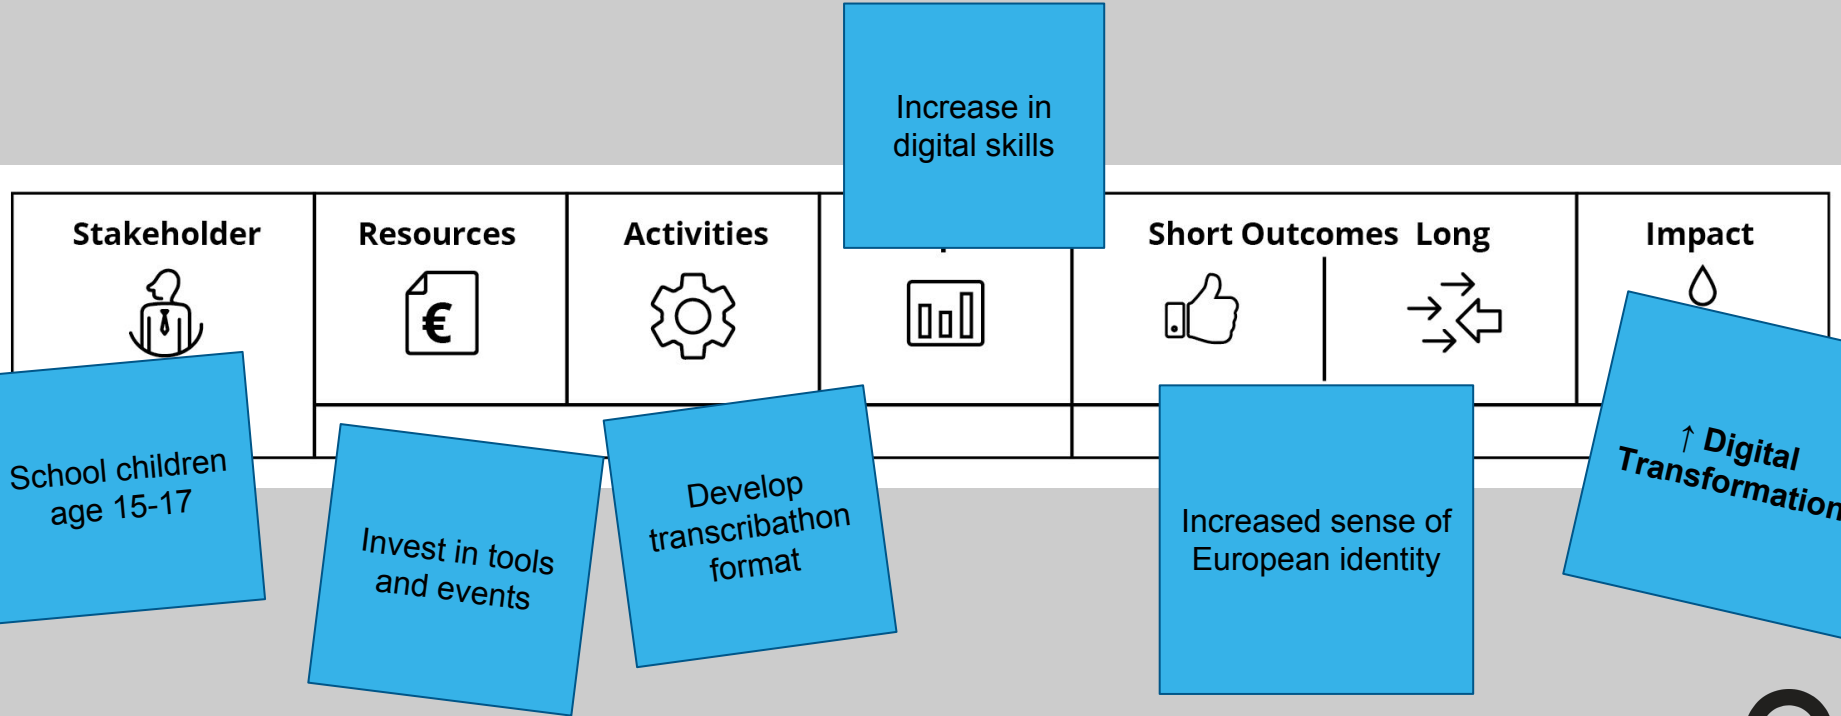 Increase in
digital skills
Stakeholder
Resources
Activities
Short Outcomes Long
Impact
€
School children
age 15-17
Invest in tools
and events
Develop
transcribathon
format
Increased sense of
European identity
↑ Digital
Transformation